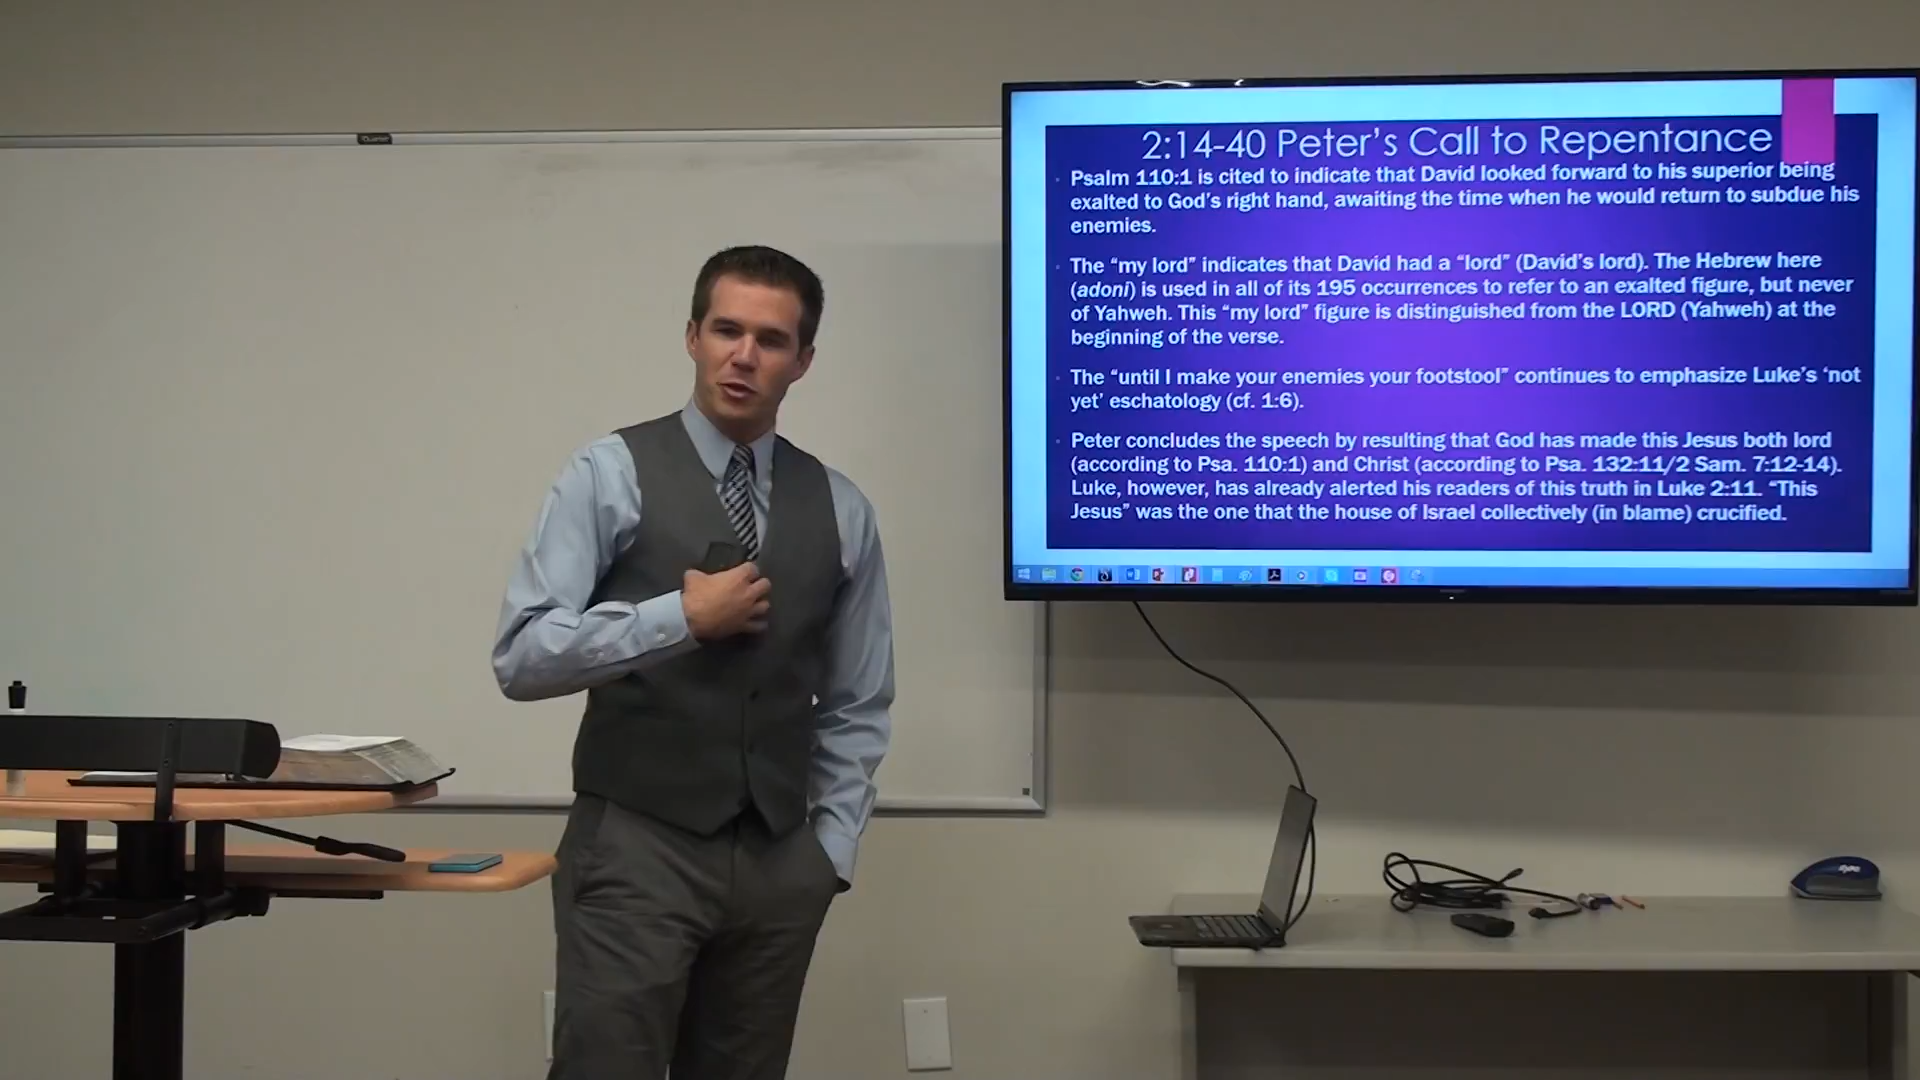 2:14-40 Peter's Call to Repentance
Psalm 110:1 is cited to indicate that David looked forward to his superior being
exalted to God's right hand, awaiting the time when he would return to subdue his
enemies.
The “my lord” indicates that David had a “lord” (David's lord). The Hebrew here
(adoni) is used in all of its 195 occurrences to refer to an exalted figure, but never
of Yahweh. This “my lord” figure is distinguished from the LORD (Yahweh) at the
beginning of the verse.
The “until I make your enemies your footstool” continues to emphasize Luke's ‘not
yet’ eschatology (cf. 1:6).
Peter concludes the speech by resulting that God has made this Jesus both lord
(according to Psa. 110:1) and Christ (according to Psa. 132:11/2 Sam. 7:12-14).
Luke, however, has already alerted his readers of this truth in Luke 2:11. “This
Jesus” was the one that the house of Israel collectively (in blame) crucified.